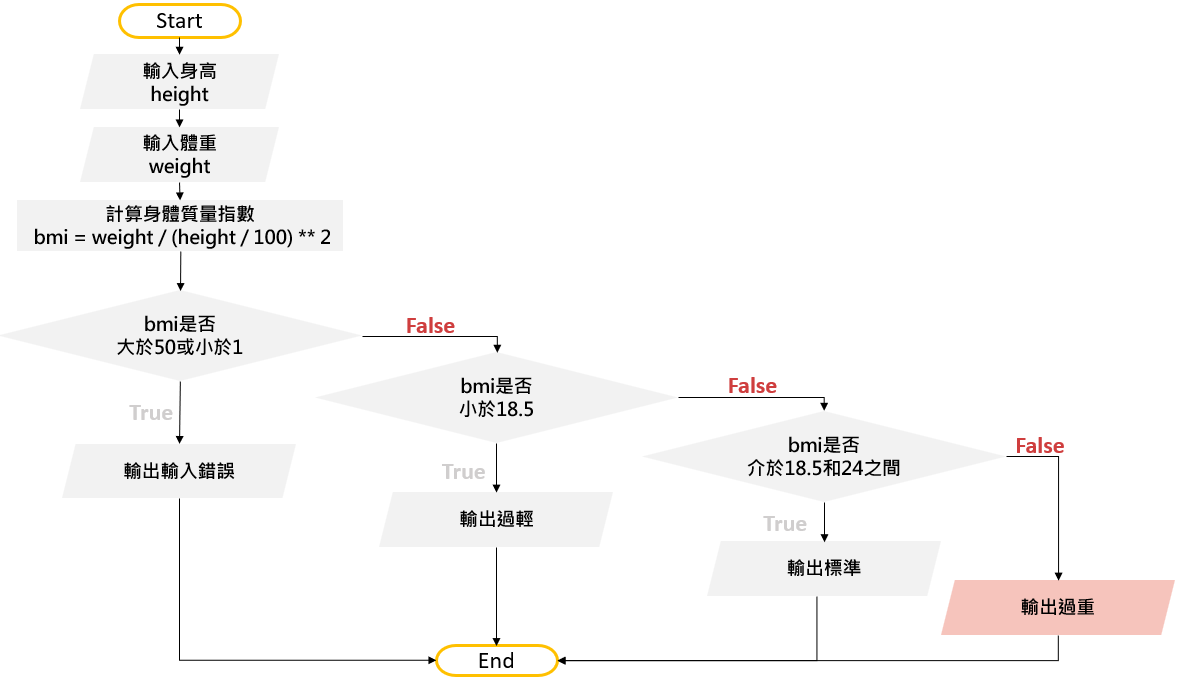 Start
輸入身高
height
輸入體重
weight
計算身體質量指數
bmi = weight / (height / 100) ** 2
bmi是否
大於50或小於1
False
True
輸出輸入錯誤
bmi是否
小於18.5
False
True
輸出過輕
bmi是否
介於18.5和24之間
False
True
輸出標準
輸出過重
End